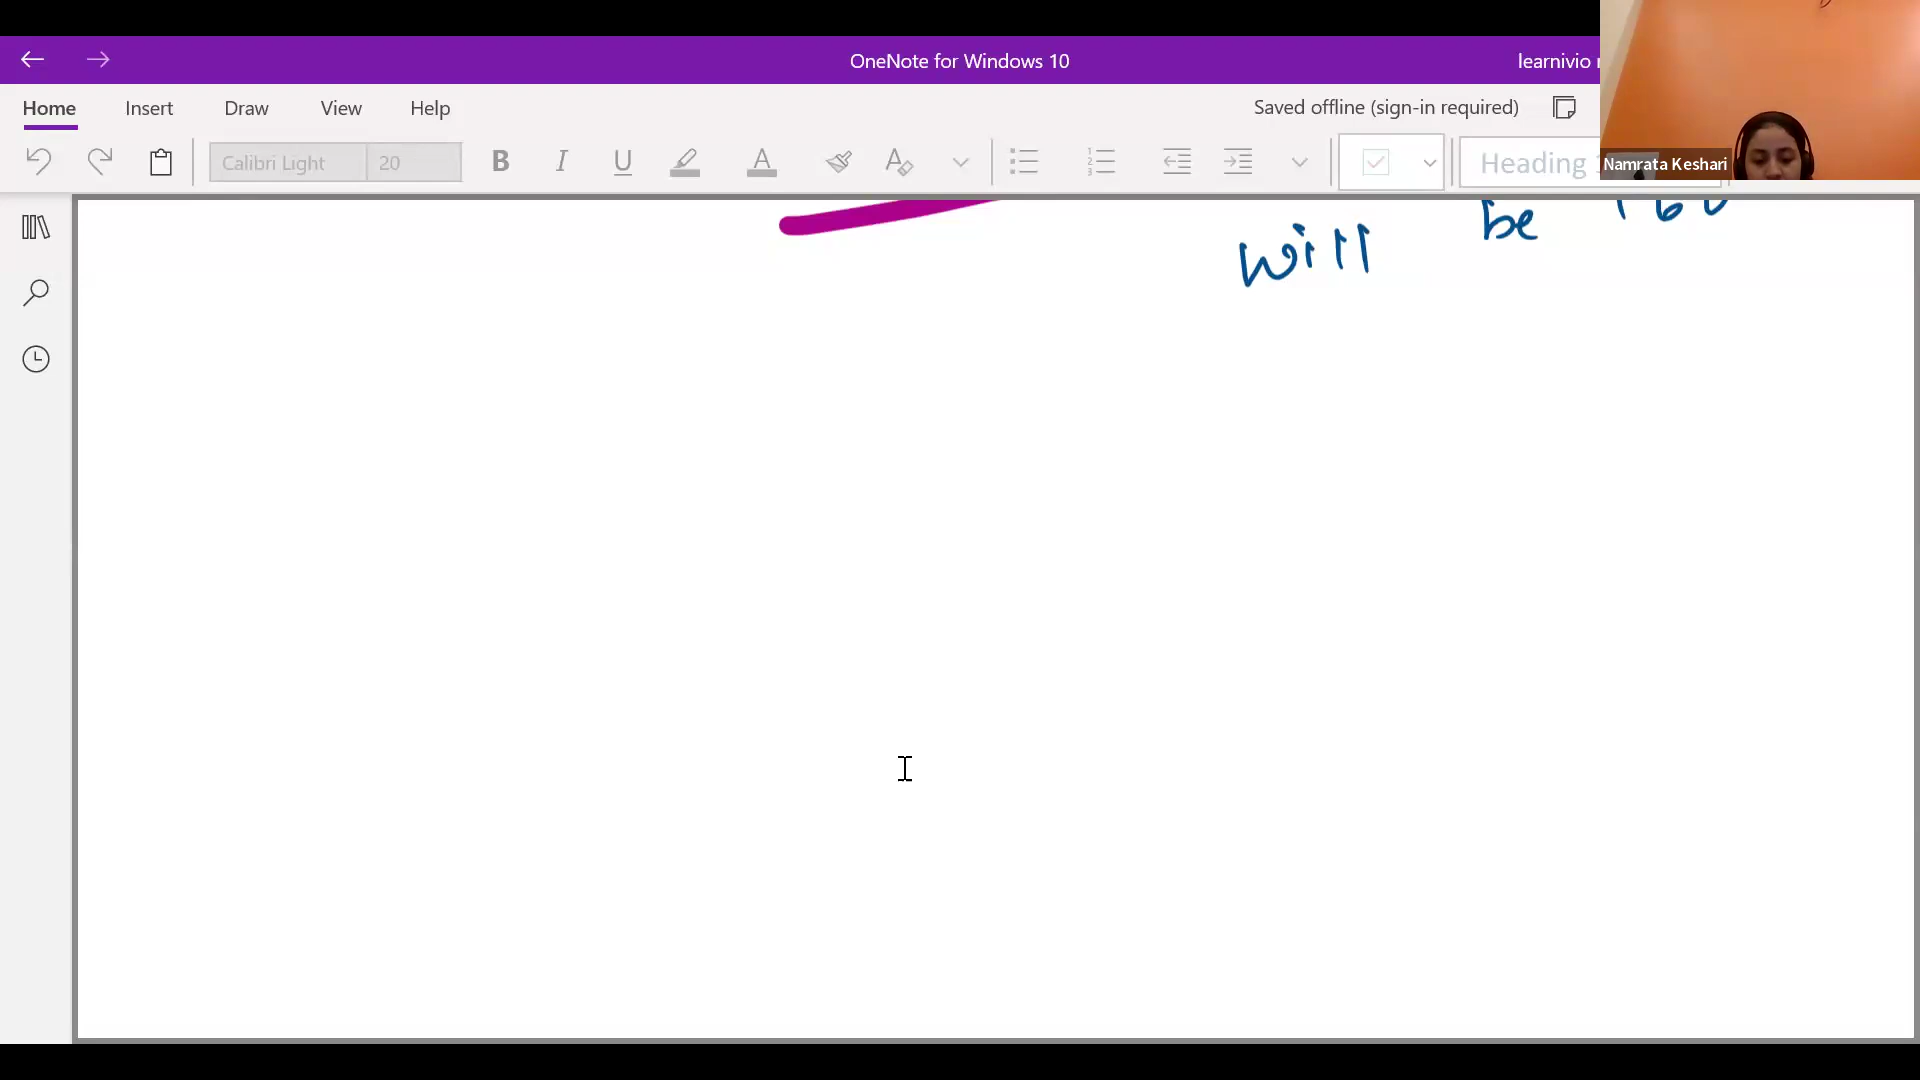 OneNote for Windows 10
learnivio
Home Insert Draw View Help
Saved offline (sign-in required)
Calibri Light 20
B I U A A
Heading
Namrata Keshari
will be